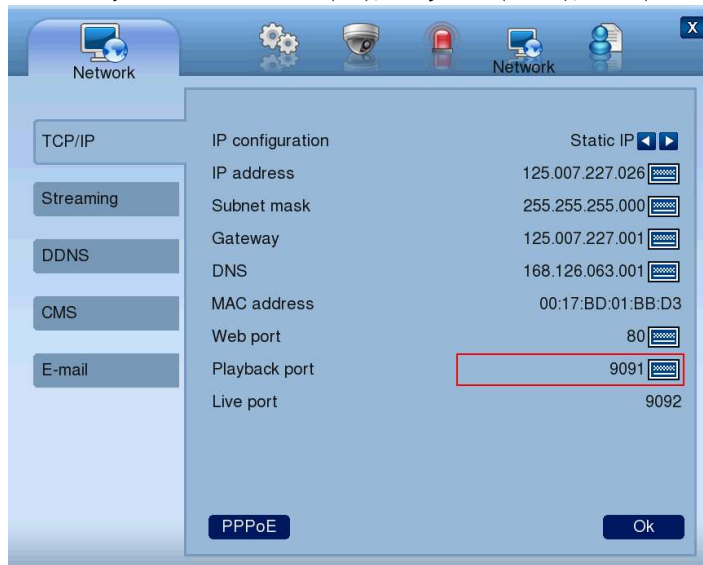 X
Network
Network
TCP/IP
Streaming
DDNS
CMS
E-mail
IP configuration Static IP
IP address 125.007.227.026
Subnet mask 255.255.255.000
Gateway 125.007.227.001
DNS 168.126.063.001
MAC address 00:17:BD:01:BB:D3
Web port 80
Playback port 9091
Live port 9092
PPPoE Ok